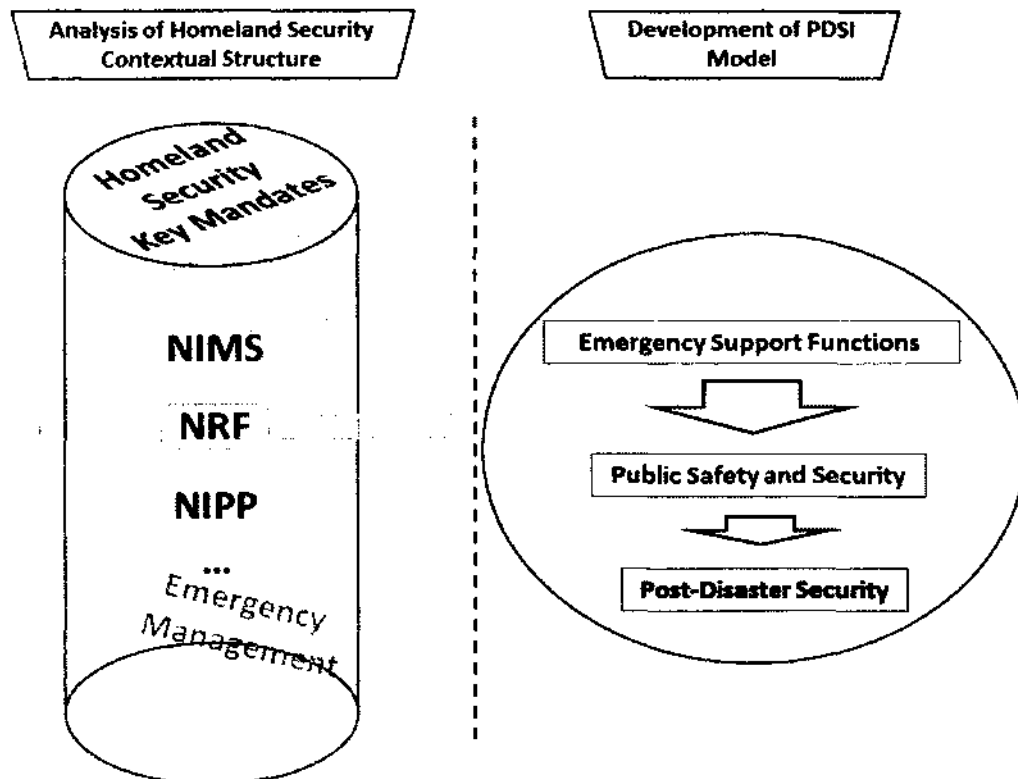 Analysis of Homeland Security
Contextual Structure
Development of PDSI
Model
Homeland
Security
Key Mandates
NIMS
NRF
NIPP
...
Emergency
Management
Emergency Support Functions
Public Safety and Security
Post-Disaster Security